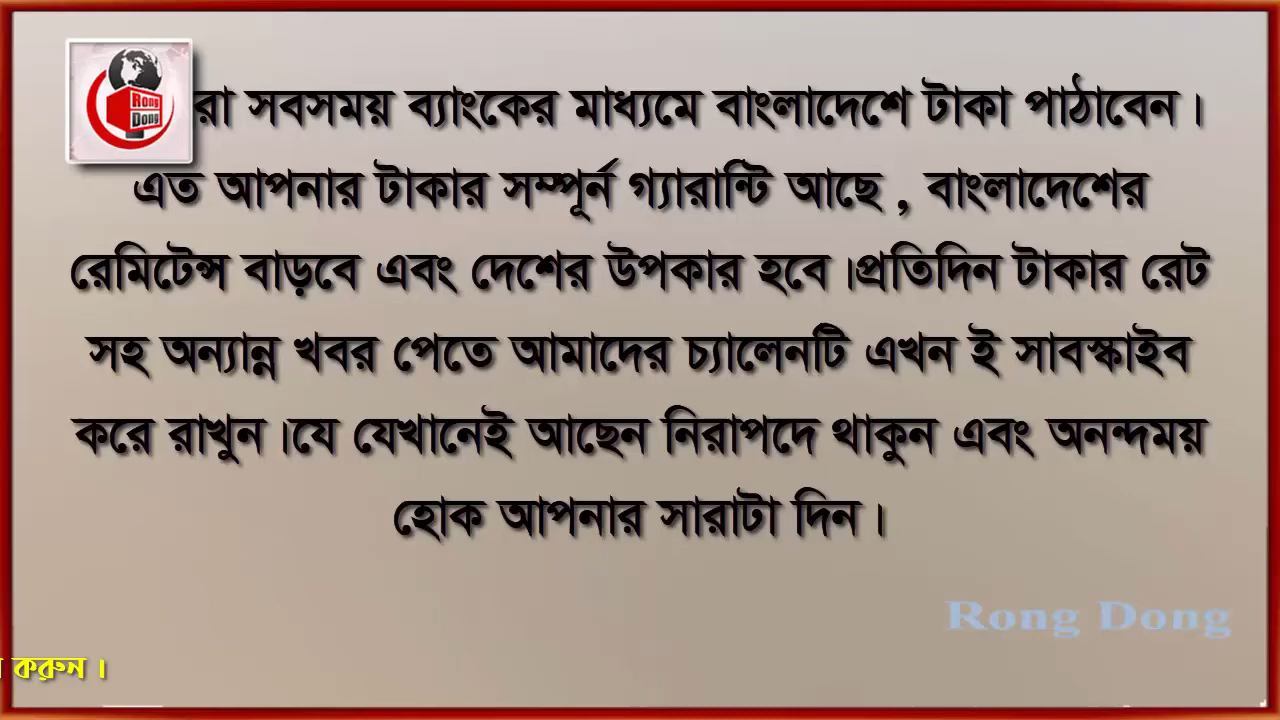 Rong
Dong
রা সবসময় ব্যাংকের মাধ্যমে বাংলাদেশে টাকা পাঠাবেন।
এত আপনার টাকার সম্পূর্ন গ্যারান্টি আছে , বাংলাদেশের
রেমিটেন্স বাড়বে এবং দেশের উপকার হবে।প্রতিদিন টাকার রেট
সহ অন্যান্ন খবর পেতে আমাদের চ্যালেনটি এখন ই সাবস্কাইব
করে রাখুন।যে যেখানেই আছেন নিরাপদে থাকুন এবং অনন্দময়
হোক আপনার সারাটা দিন।
Rong Dong
করুন।